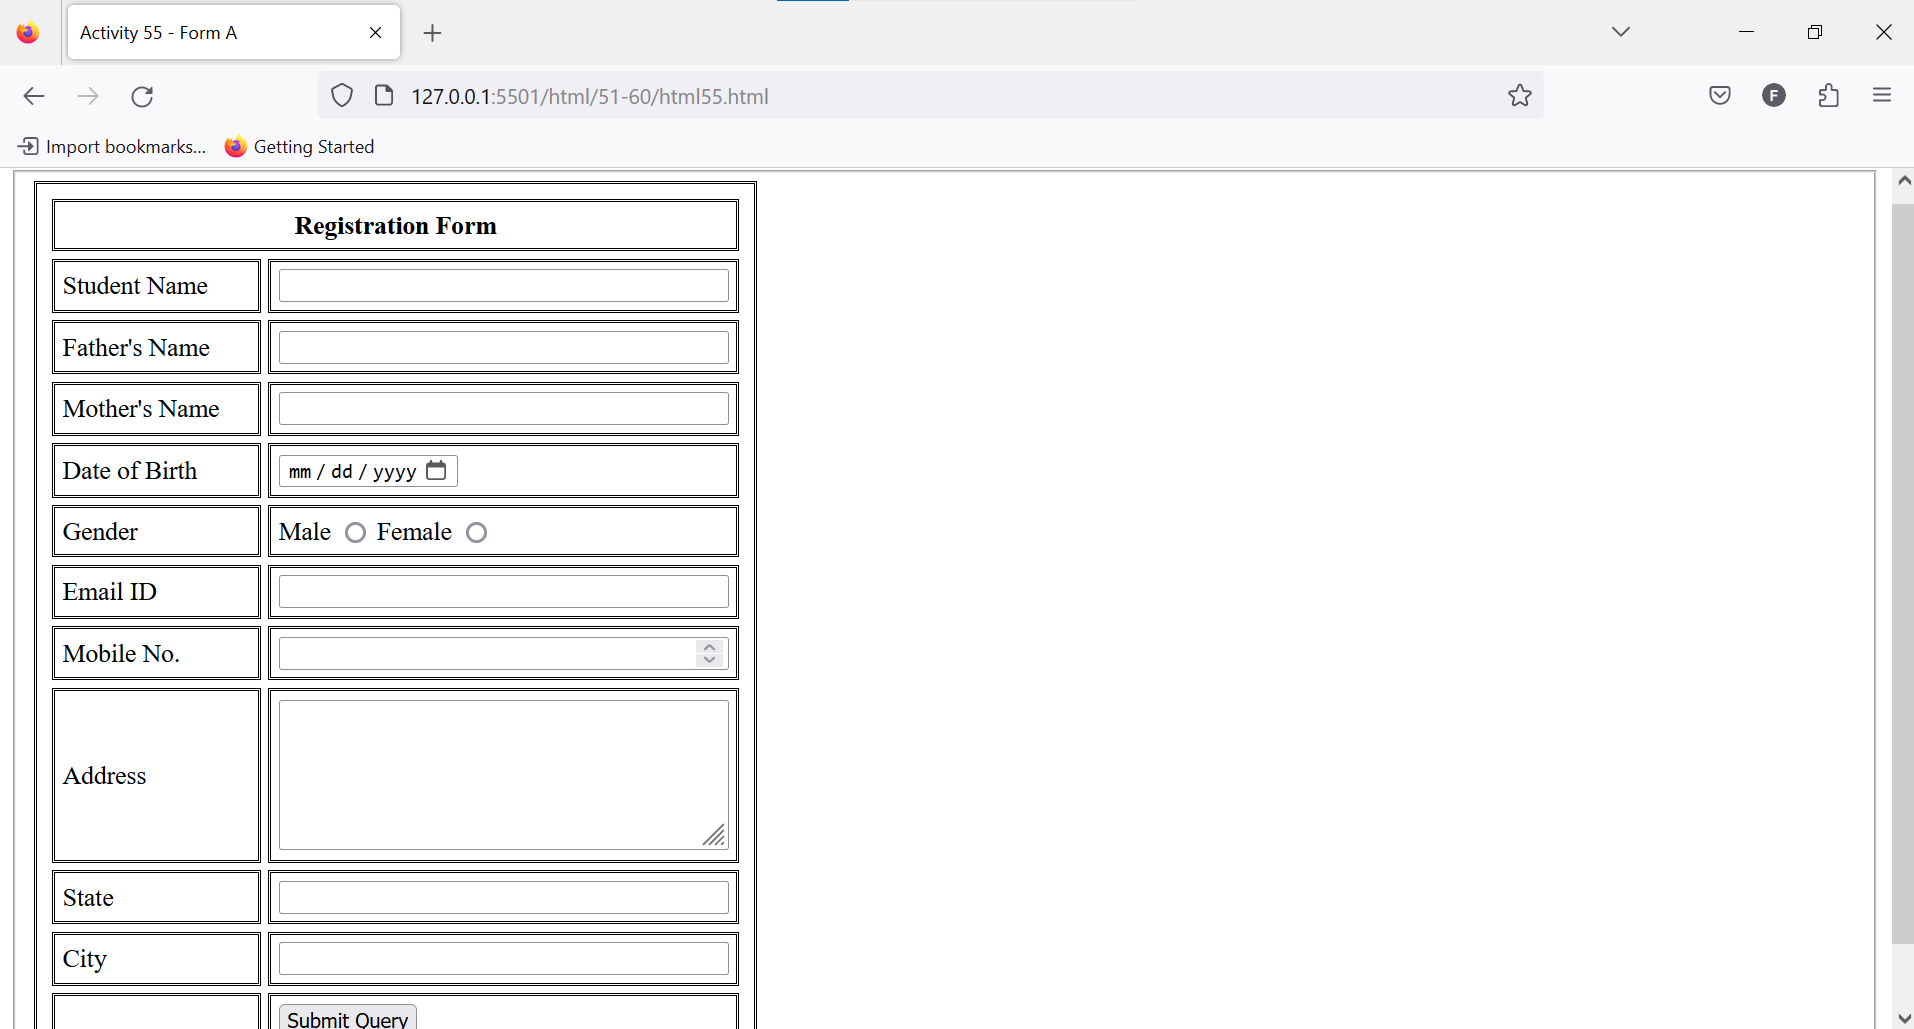 Activity 55 - Form A
127.0.0.1:5501/html/51-60/html55.html
F
Import bookmarks... Getting Started
Registration Form
Student Name
Father's Name
Mother's Name
Date of Birth mm / dd / yyyy
Gender Male Female
Email ID
Mobile No.
Address
State
City
Submit Query